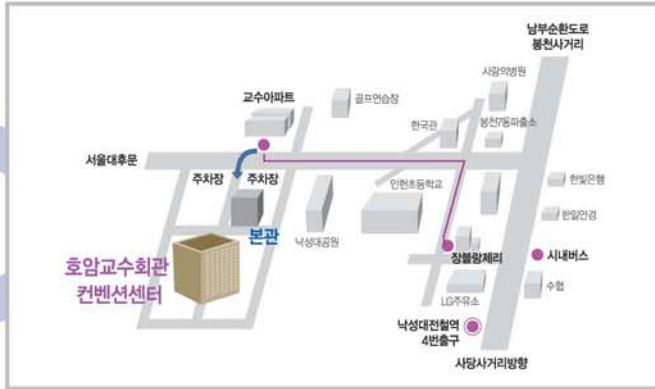 남부순환도로
봉천사거리
사랑의병원
교수아파트
골프연습장
한국관
봉천7동파출소
서울대후문
주차장
주차장
인헌초등학교
한빛은행
본관
낙성대공원
한밀안경
호암교수회관
컨벤션센터
장블랑제리
시내버스
LG주유소
수협
낙성대전철역
4번출구
사당사거리방향